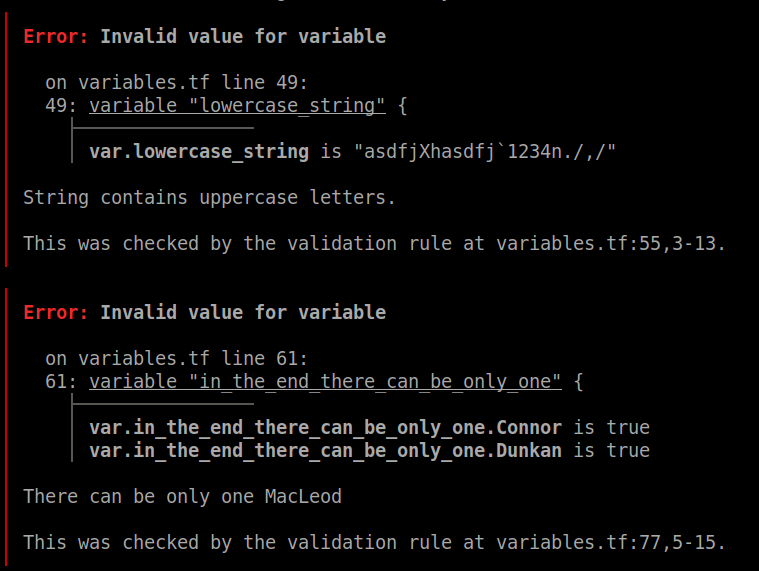 Error: Invalid value for variable
on variables.tf line 49:
49: variable "lowercase_string" {
var.lowercase_string is "asdfjXhasdfj`1234n./,/"
String contains uppercase letters.
This was checked by the validation rule at variables.tf:55,3-13.
Error: Invalid value for variable
on variables.tf line 61:
61: variable "in_the_end_there_can_be_only_one" {
var.in_the_end_there_can_be_only_one.Connor is true
var.in_the_end_there_can_be_only_one.Dunkan is true
There can be only one MacLeod
This was checked by the validation rule at variables.tf:77,5-15.